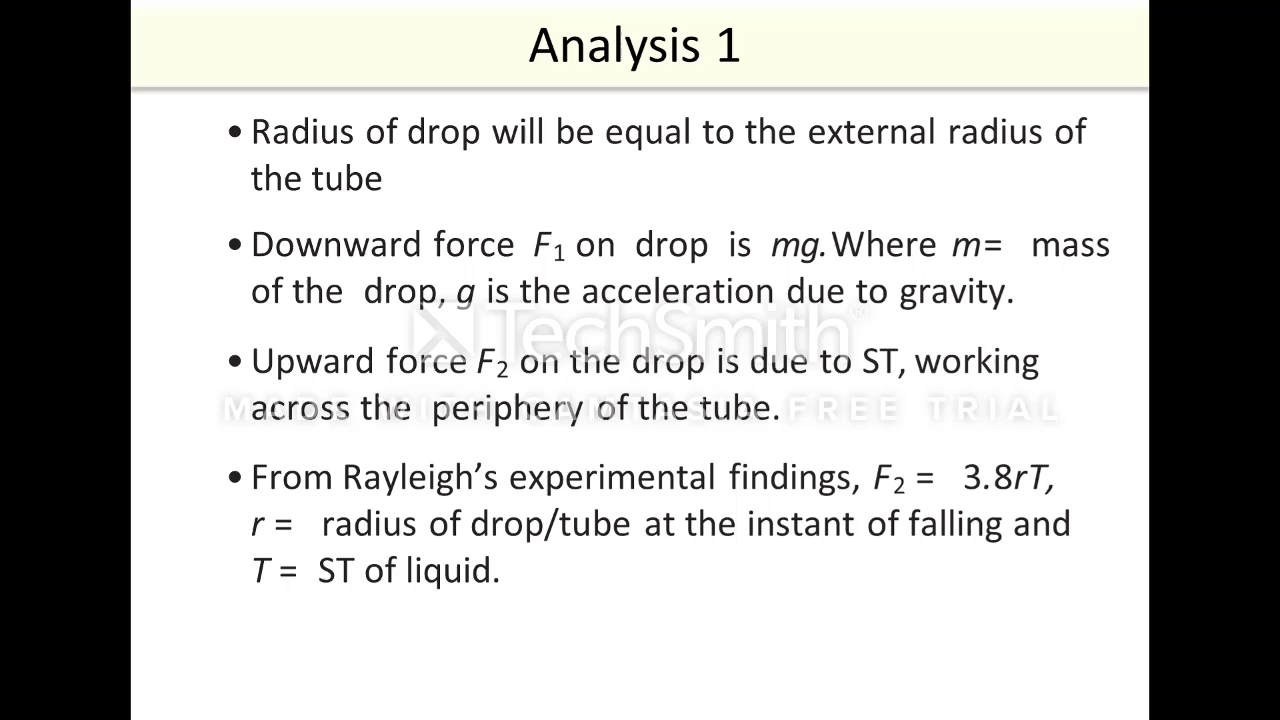 Analysis 1
• Radius of drop will be equal to the external radius of
the tube
• Downward force F₁ on drop is mg.Where m= mass
of the drop, g is the acceleration due to gravity.
TechSmith®
• Upward force F₂ on the drop is due to ST, working
across the periphery of the tube.
MADE WITH CAMTASIA FREE TRIAL
• From Rayleigh’s experimental findings, F₂ = 3.8rT,
r = radius of drop/tube at the instant of falling and
T = ST of liquid.